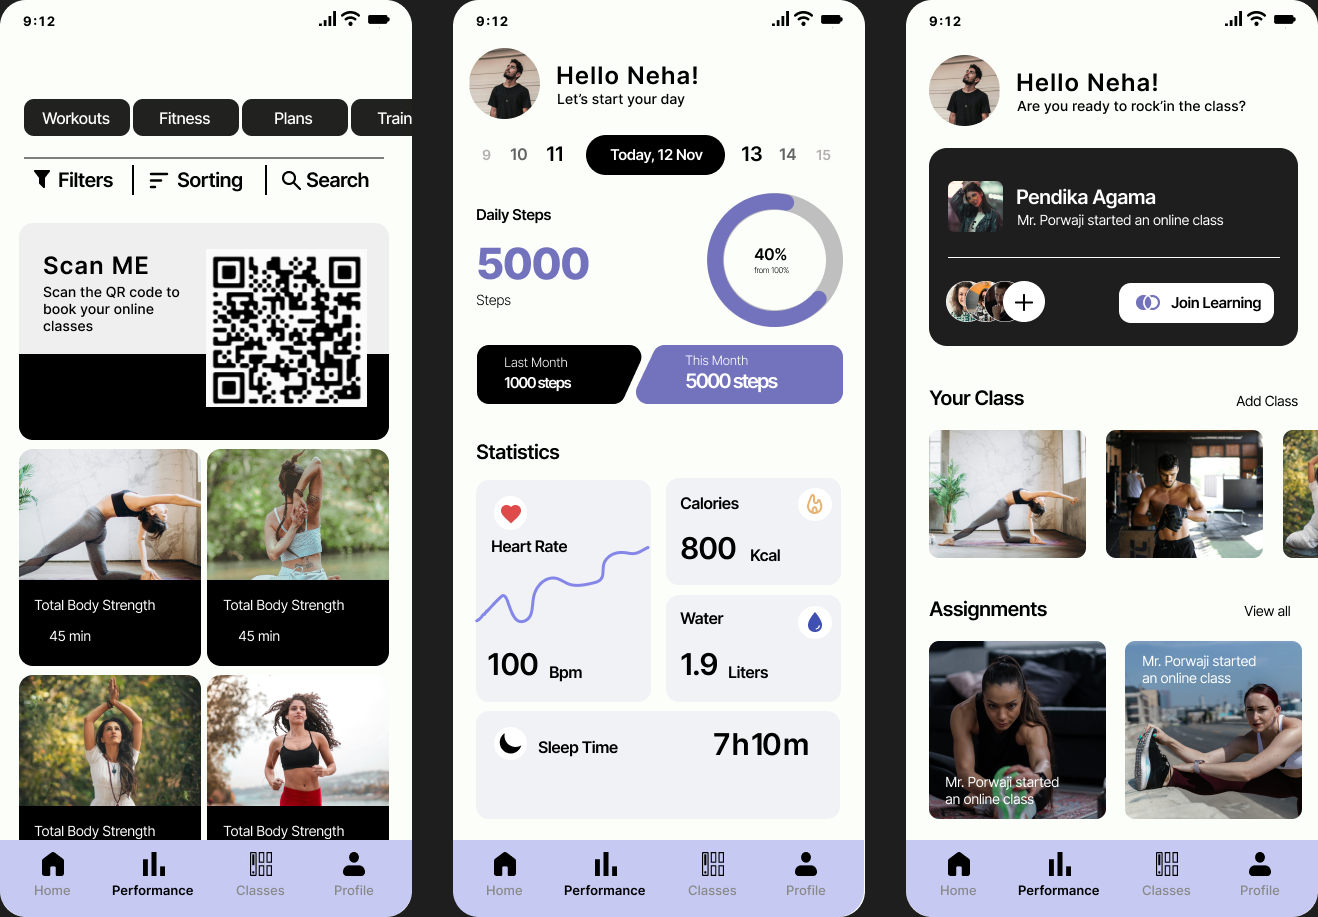 9:12
Workouts
Fitness
Plans
Train
Filters
Sorting
Search
Scan ME
Scan the QR code to
book your online
classes
Total Body Strength
45 min
Total Body Strength
45 min
Total Body Strength
Total Body Strength
Home
Performance
Classes
Profile
9:12
Hello Neha!
Let's start your day
9
10
11
Today, 12 Nov
13
14
15
Daily Steps
5000
Steps
40%
from 100%
Last Month
1000 steps
This Month
5000 steps
Statistics
Heart Rate
100 Bpm
Calories
800 Kcal
Water
1.9 Liters
Sleep Time
7h10m
Home
Performance
Classes
Profile
9:12
Hello Neha!
Are you ready to rock'in the class?
Pendika Agama
Mr. Porwaji started an online class
Join Learning
Your Class
Add Class
Assignments
View all
Mr. Porwaji started
an online class
Mr. Porwaji started
an online class
Home
Performance
Classes
Profile